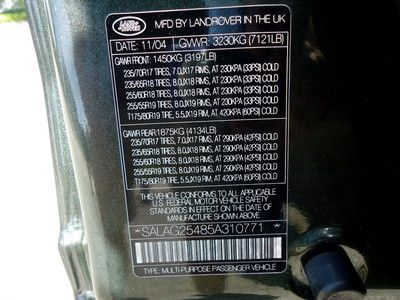 LAND ROVER
MFD BY LANDROVER IN THE UK
DATE: 11/04 GVWR: 3230KG (7121LB)
GAWR FRONT: 1450KG (3197LB)
235/70R17 TIRES, 7.0JX17 RIMS, AT 230KPA (33PSI) COLD
235/65R18 TIRES, 8.0JX18 RIMS, AT 230KPA (33PSI) COLD
255/60R18 TIRES, 8.0JX18 RIMS, AT 230KPA (33PSI) COLD
255/55R19 TIRES, 8.0JX19 RIMS, AT 230KPA (33PSI) COLD
T175/80R19 TIRES, 5.5JX19 RIM, AT 420KPA (60PSI) COLD
GAWR REAR: 1875KG (4134LB)
235/70R17 TIRES, 7.0JX17 RIMS, AT 290KPA (42PSI) COLD
235/65R18 TIRES, 8.0JX18 RIMS, AT 290KPA (42PSI) COLD
255/60R18 TIRES, 8.0JX18 RIMS, AT 290KPA (42PSI) COLD
255/55R19 TIRES, 8.0JX19 RIMS, AT 290KPA (42PSI) COLD
T175/80R19 TIRES, 5.5JX19 RIM, AT 420KPA (60PSI) COLD
THIS VEHICLE CONFORMS TO ALL APPLICABLE
U.S. FEDERAL MOTOR VEHICLE SAFETY
STANDARDS IN EFFECT ON THE DATE OF
MANUFACTURE SHOWN ABOVE
*SALAG25485A310771 *
TYPE: MULTI-PURPOSE PASSENGER VEHICLE